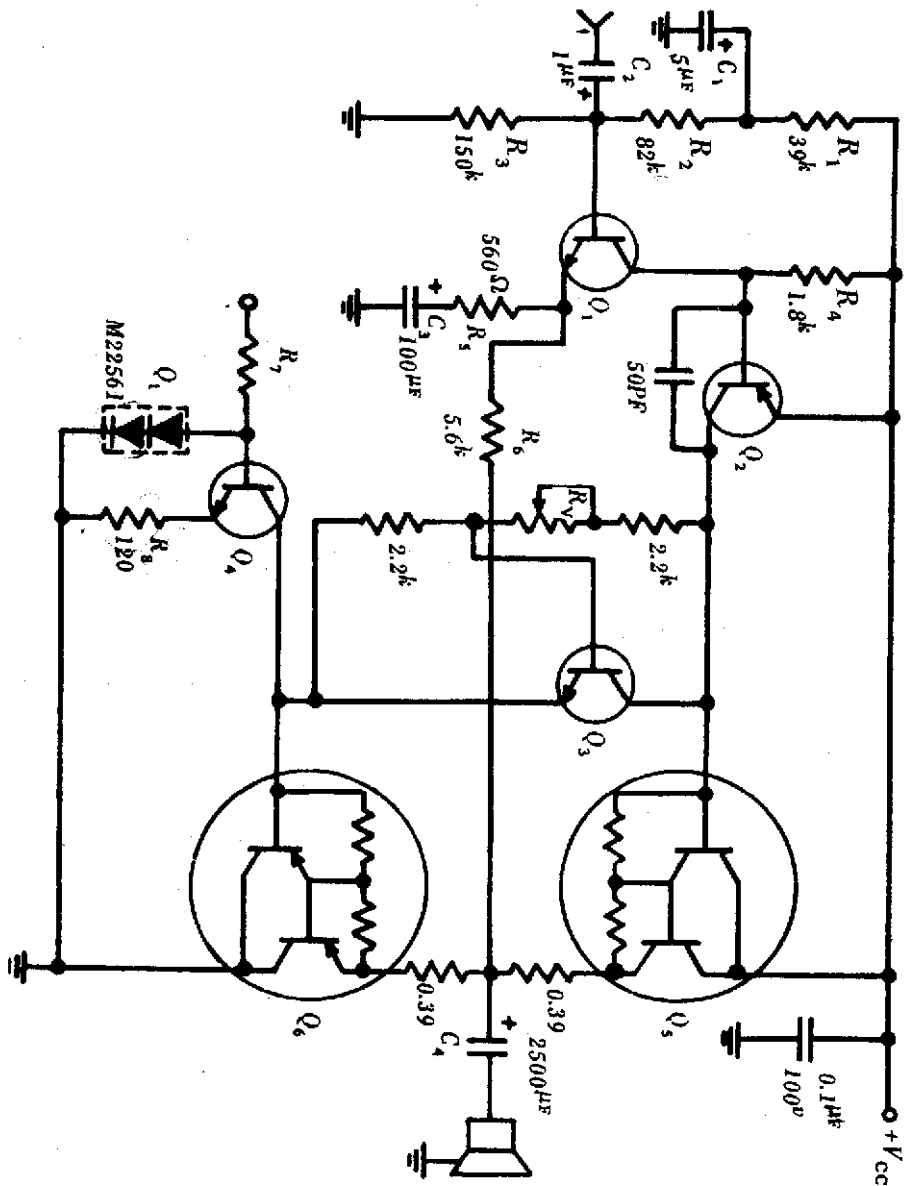 C₁
5μF
R₁
39k
C₂
1μF
R₂
82k
R₃
150k
Q₁
R₄
1.8k
560Ω
R₅
C₃
100μF
50PF
Q₂
R₆
5.6k
R₇
Q₁
M22561
Q₄
R₈
120
2.2k
Rᵥ
2.2k
Q₃
Q₅
Q₆
0.39
0.39
C₄
2500μF
0.1μF
100v
+Vcc
+
+
+
+